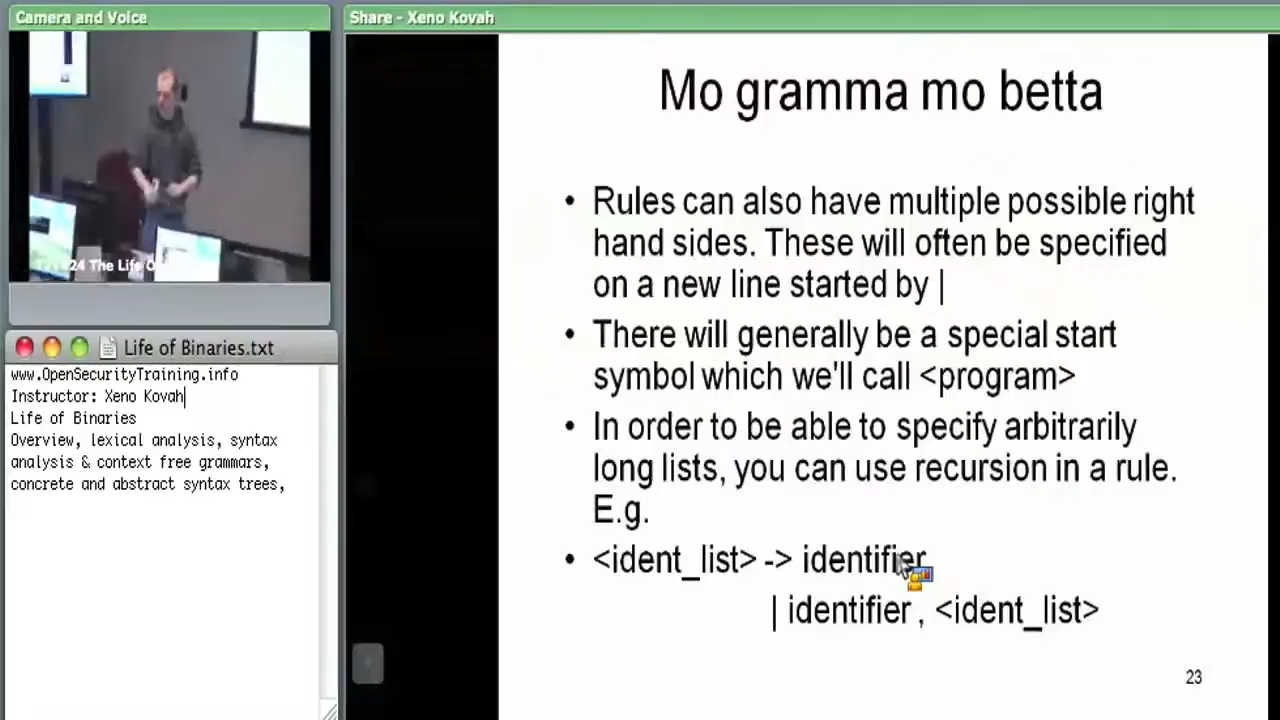 Camera and Voice
24 The Life O
Life of Binaries.txt
www.OpenSecurityTraining.info
Instructor: Xeno Kovah
Life of Binaries
Overview, lexical analysis, syntax
analysis & context free grammars,
concrete and abstract syntax trees,
Share - Xeno Kovah
Mo gramma mo betta
• Rules can also have multiple possible right
hand sides. These will often be specified
on a new line started by |
• There will generally be a special start
symbol which we'll call <program>
• In order to be able to specify arbitrarily
long lists, you can use recursion in a rule.
E.g.
• <ident_list> -> identifier
| identifier , <ident_list>
23